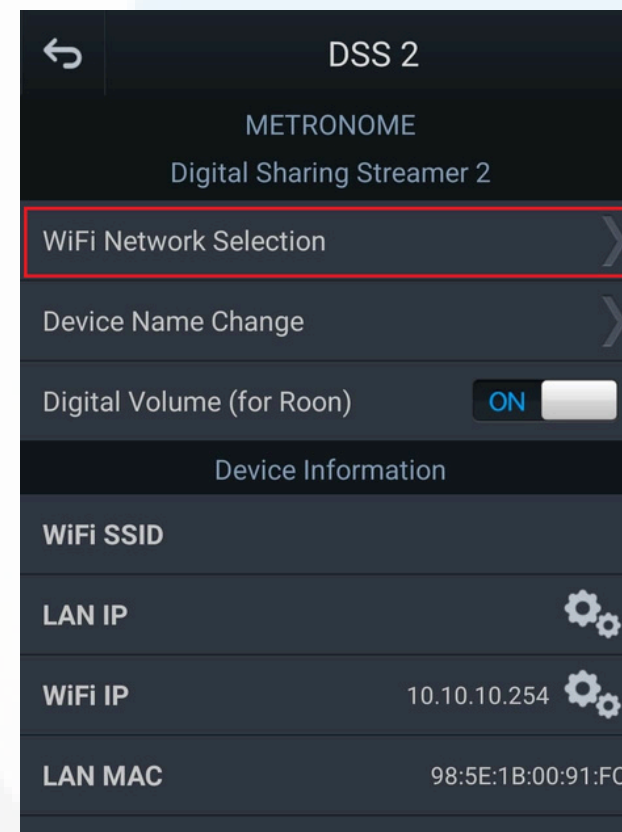 DSS 2
METRONOME
Digital Sharing Streamer 2
WiFi Network Selection
Device Name Change
Digital Volume (for Roon) ON
Device Information
WiFi SSID
LAN IP
WiFi IP 10.10.10.254
LAN MAC 98:5E:1B:00:91:FC